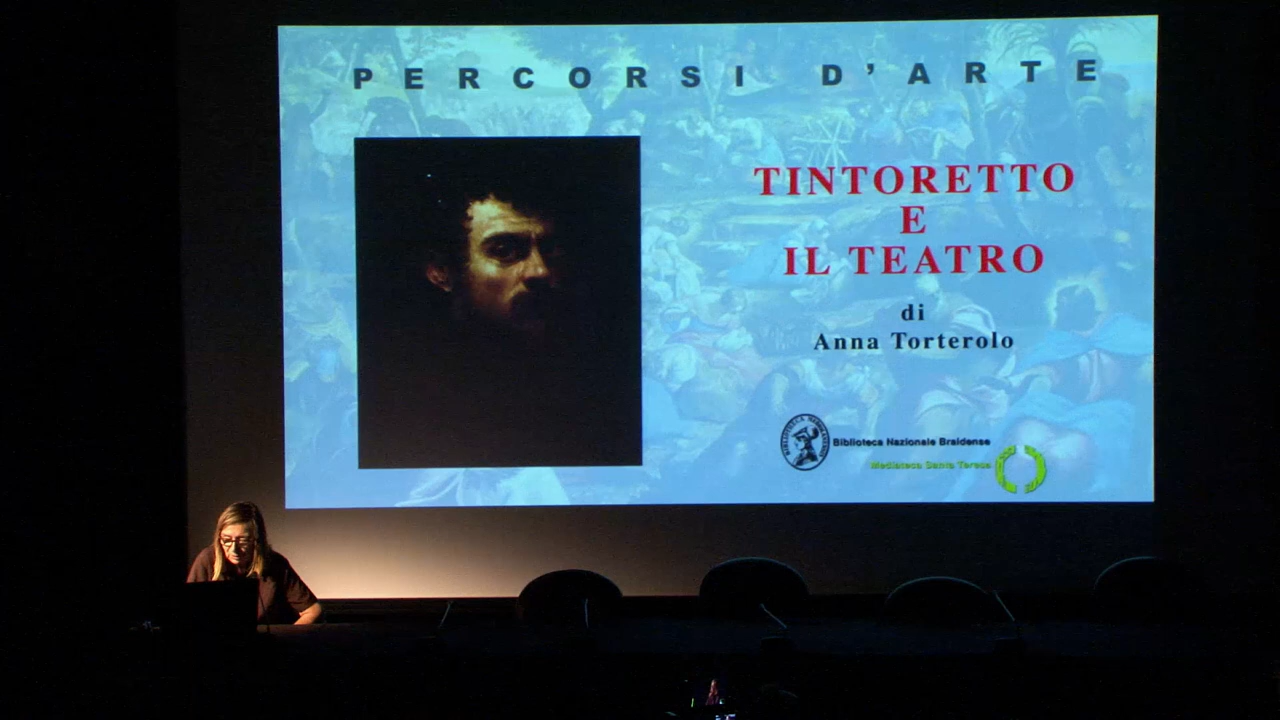 PERCORSI D'ARTE
TINTORETTO
E
IL TEATRO
di
Anna Torterolo
Biblioteca Nazionale Braidense
Mediateca Santa Teresa